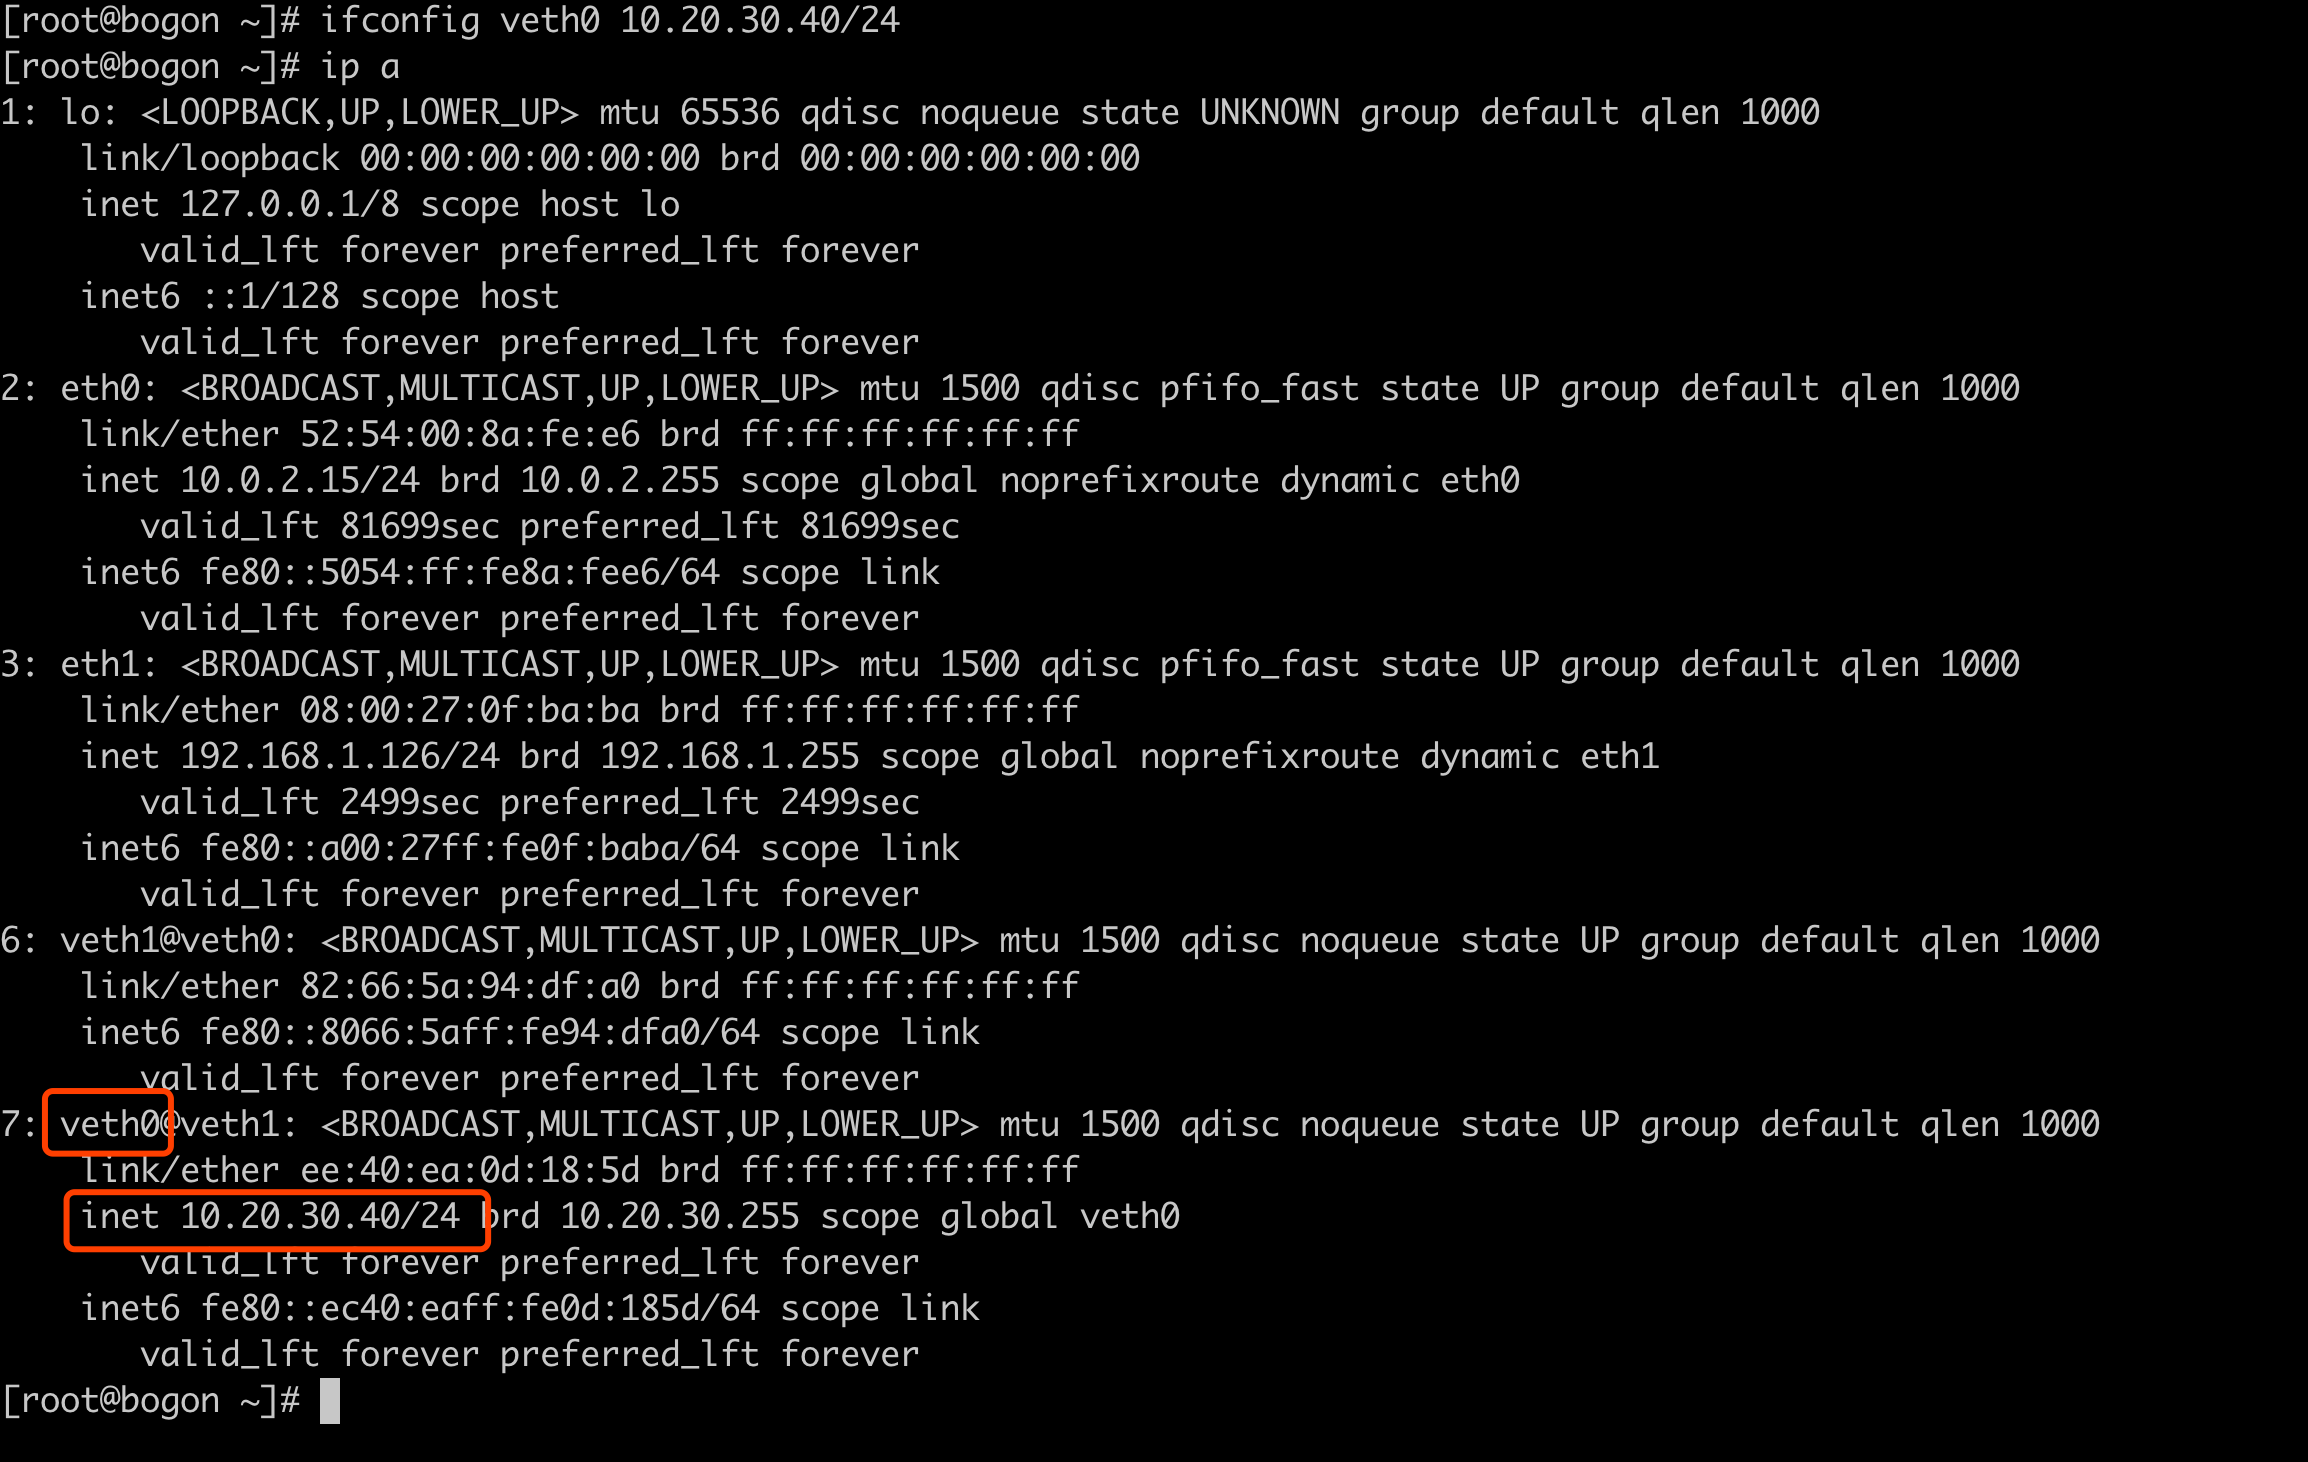 [root@bogon ~]# ifconfig veth0 10.20.30.40/24
[root@bogon ~]# ip a
1: lo: <LOOPBACK,UP,LOWER_UP> mtu 65536 qdisc noqueue state UNKNOWN group default qlen 1000
    link/loopback 00:00:00:00:00:00 brd 00:00:00:00:00:00
    inet 127.0.0.1/8 scope host lo
       valid_lft forever preferred_lft forever
    inet6 ::1/128 scope host
       valid_lft forever preferred_lft forever
2: eth0: <BROADCAST,MULTICAST,UP,LOWER_UP> mtu 1500 qdisc pfifo_fast state UP group default qlen 1000
    link/ether 52:54:00:8a:fe:e6 brd ff:ff:ff:ff:ff:ff
    inet 10.0.2.15/24 brd 10.0.2.255 scope global noprefixroute dynamic eth0
       valid_lft 81699sec preferred_lft 81699sec
    inet6 fe80::5054:ff:fe8a:fee6/64 scope link
       valid_lft forever preferred_lft forever
3: eth1: <BROADCAST,MULTICAST,UP,LOWER_UP> mtu 1500 qdisc pfifo_fast state UP group default qlen 1000
    link/ether 08:00:27:0f:ba:ba brd ff:ff:ff:ff:ff:ff
    inet 192.168.1.126/24 brd 192.168.1.255 scope global noprefixroute dynamic eth1
       valid_lft 2499sec preferred_lft 2499sec
    inet6 fe80::a00:27ff:fe0f:baba/64 scope link
       valid_lft forever preferred_lft forever
6: veth1@veth0: <BROADCAST,MULTICAST,UP,LOWER_UP> mtu 1500 qdisc noqueue state UP group default qlen 1000
    link/ether 82:66:5a:94:df:a0 brd ff:ff:ff:ff:ff:ff
    inet6 fe80::8066:5aff:fe94:dfa0/64 scope link
       valid_lft forever preferred_lft forever
7: veth0@veth1: <BROADCAST,MULTICAST,UP,LOWER_UP> mtu 1500 qdisc noqueue state UP group default qlen 1000
    link/ether ee:40:ea:0d:18:5d brd ff:ff:ff:ff:ff:ff
    inet 10.20.30.40/24 brd 10.20.30.255 scope global veth0
       valid_lft forever preferred_lft forever
    inet6 fe80::ec40:eaff:fe0d:185d/64 scope link
       valid_lft forever preferred_lft forever
[root@bogon ~]#